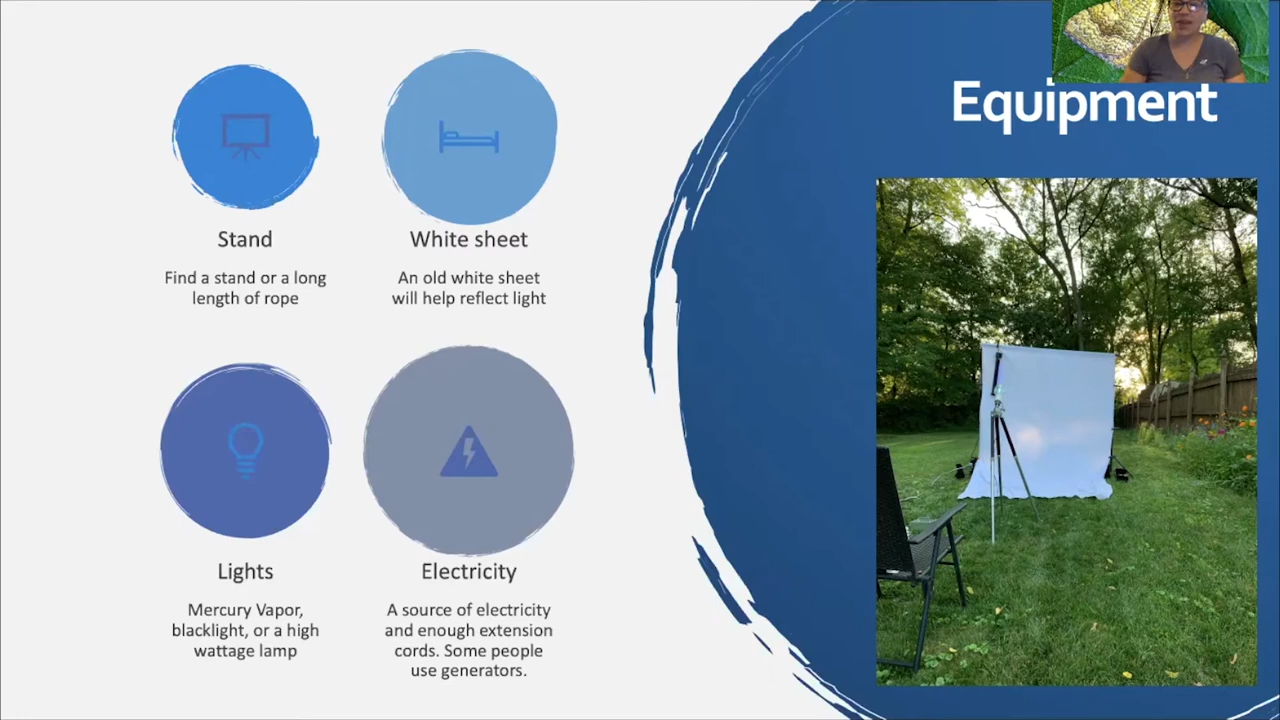 Equipment
Stand
Find a stand or a long
length of rope
White sheet
An old white sheet
will help reflect light
Lights
Mercury Vapor,
blacklight, or a high
wattage lamp
Electricity
A source of electricity
and enough extension
cords. Some people
use generators.